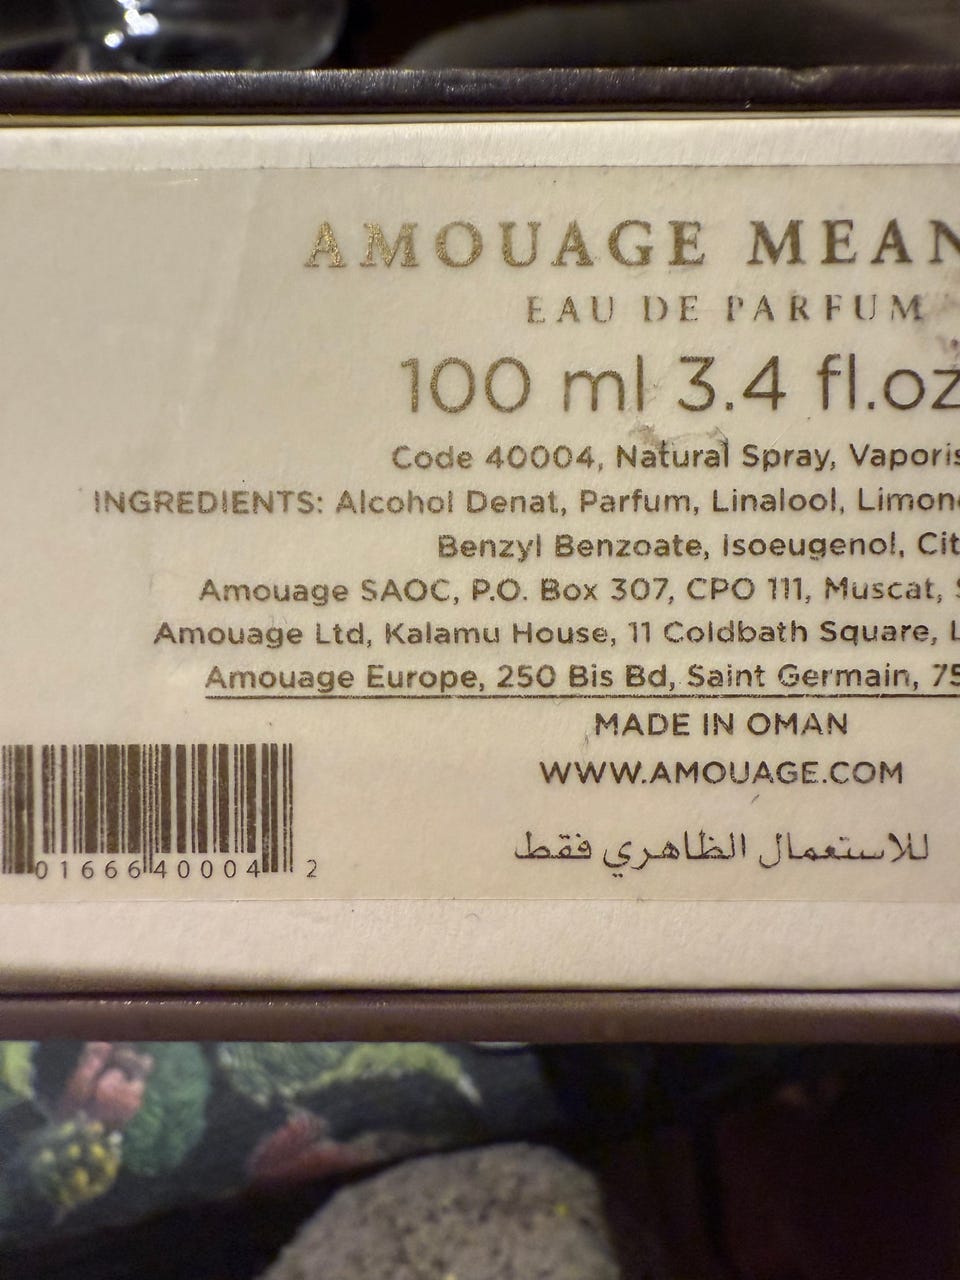 AMOUAGE MEAN
EAU DE PARFUM
100 ml 3.4 fl.oz
Code 40004, Natural Spray, Vaporis
INGREDIENTS: Alcohol Denat, Parfum, Linalool, Limon
Benzyl Benzoate, Isoeugenol, Cit
Amouage SAOC, P.O. Box 307, CPO 111, Muscat,
Amouage Ltd, Kalamu House, 11 Coldbath Square, L
Amouage Europe, 250 Bis Bd, Saint Germain, 75
MADE IN OMAN
WWW.AMOUAGE.COM
للاستعمال الظاهري فقط
01666 40004 2